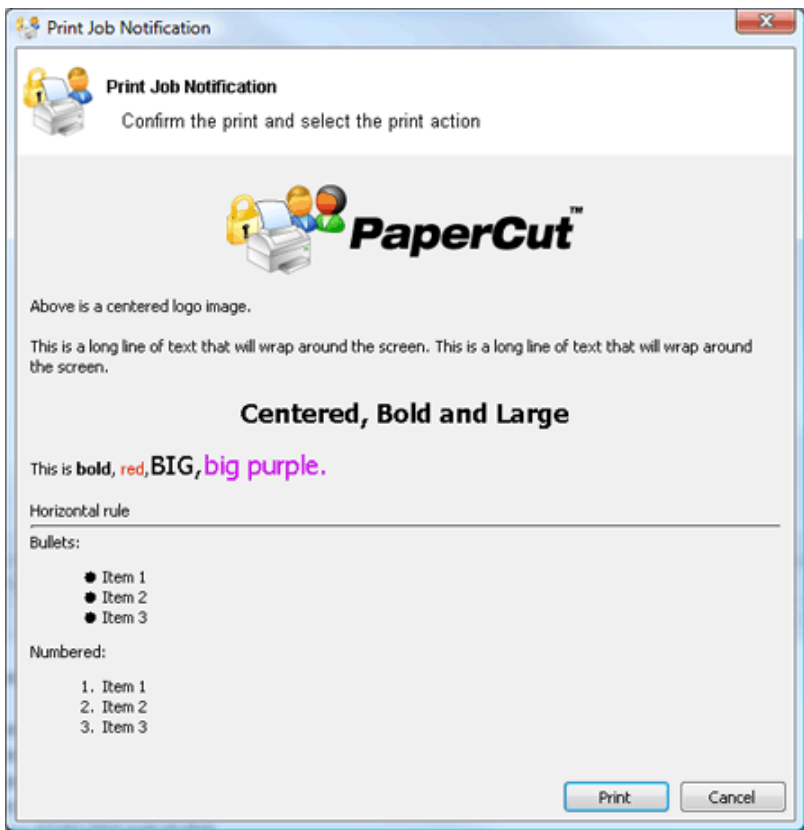 Print Job Notification
Print Job Notification
Confirm the print and select the print action
PaperCut™
Above is a centered logo image.
This is a long line of text that will wrap around the screen. This is a long line of text that will wrap around
the screen.
Centered, Bold and Large
This is bold, red,BIG,big purple.
Horizontal rule
Bullets:
● Item 1
● Item 2
● Item 3
Numbered:
1. Item 1
2. Item 2
3. Item 3
Print Cancel